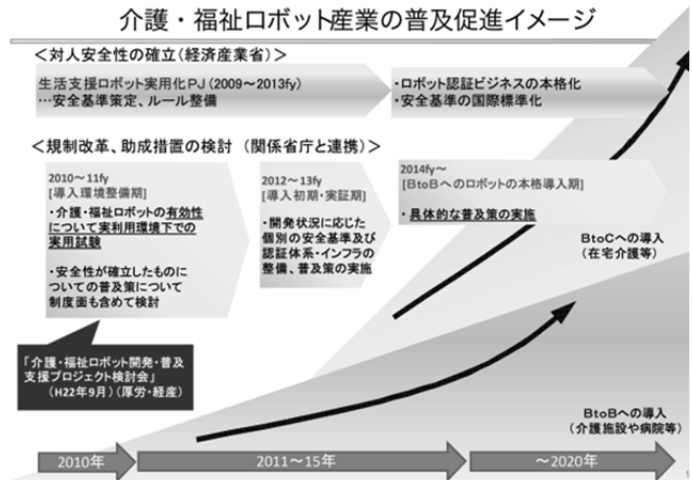 介護・福祉ロボット産業の普及促進イメージ
＜対人安全性の確立（経済産業省）＞
生活支援ロボット実用化PJ（2009～2013fy）
…安全基準策定、ルール整備
・ロボット認証ビジネスの本格化
・安全基準の国際標準化
＜規制改革、助成措置の検討（関係省庁と連携）＞
2010～11fy
[導入環境整備期]
・介護・福祉ロボットの有効性
について実利用環境下での
実用試験
・安全性が確立したものに
ついての普及策について
制度面も含めて検討
2012～13fy
[導入初期・実証期]
・開発状況に応じた
個別の安全基準及び
認証体系・インフラの
整備、普及策の実施
2014fy～
[BtoBへのロボットの本格導入期]
・具体的な普及策の実施
BtoCへの導入
（在宅介護等）
「介護・福祉ロボット開発・普及
支援プロジェクト検討会」
（H22年9月）（厚労・経産）
BtoBへの導入
（介護施設や病院等）
2010年
2011～15年
～2020年
1